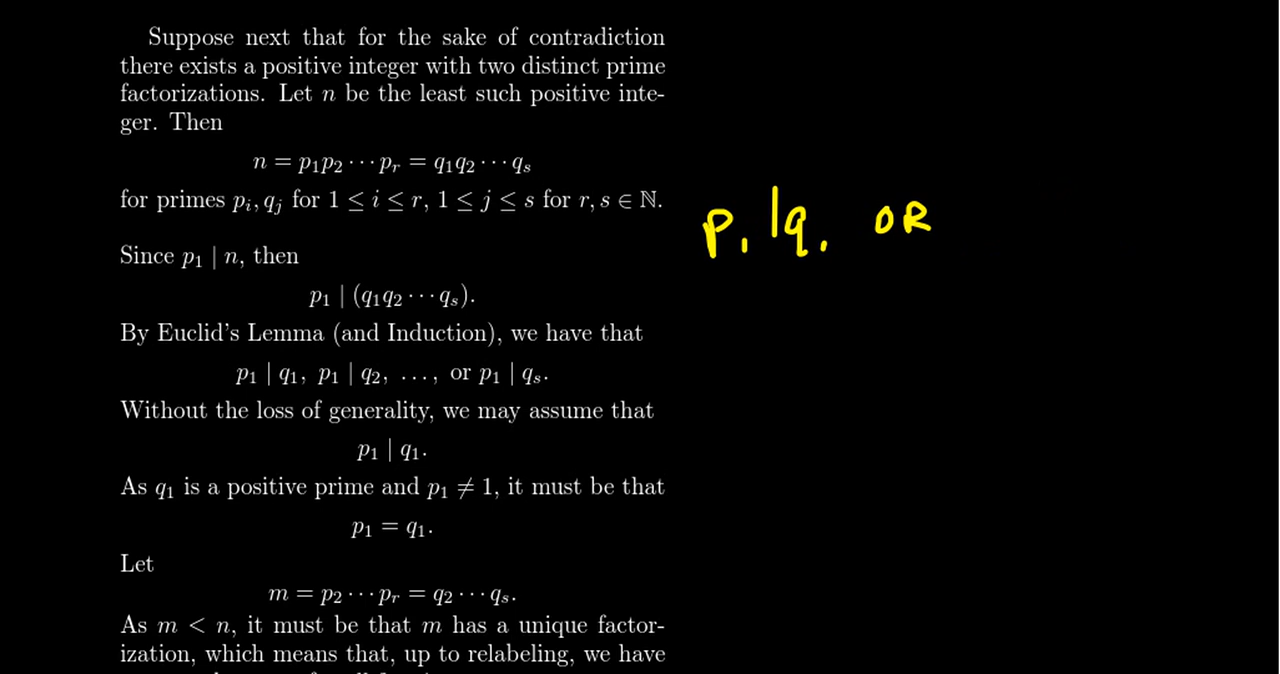 Suppose next that for the sake of contradiction
there exists a positive integer with two distinct prime
factorizations. Let n be the least such positive inte-
ger. Then
n = p₁p₂ ⋯ pᵣ = q₁q₂ ⋯ qₛ
for primes pᵢ, qⱼ for 1 ≤ i ≤ r, 1 ≤ j ≤ s for r, s ∈ ℕ.
p₁ | q₁ OR
Since p₁ | n, then
p₁ | (q₁q₂ ⋯ qₛ).
By Euclid's Lemma (and Induction), we have that
p₁ | q₁, p₁ | q₂, …, or p₁ | qₛ.
Without the loss of generality, we may assume that
p₁ | q₁.
As q₁ is a positive prime and p₁ ≠ 1, it must be that
p₁ = q₁.
Let
m = p₂ ⋯ pᵣ = q₂ ⋯ qₛ.
As m < n, it must be that m has a unique factor-
ization, which means that, up to relabeling, we have